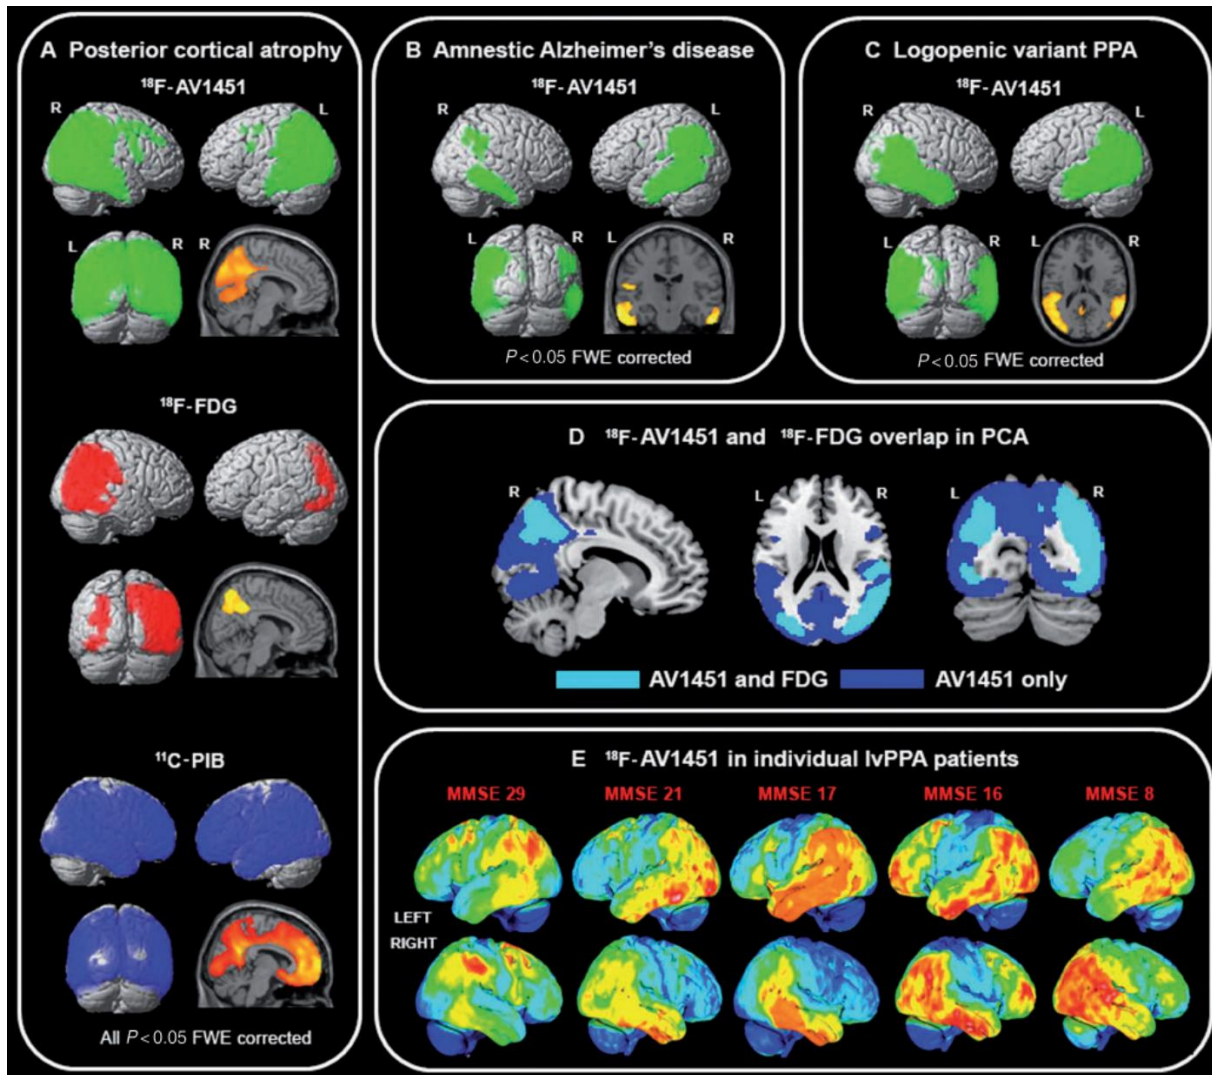 A Posterior cortical atrophy
¹⁸F-AV1451
R L
L R R
¹⁸F-FDG
¹¹C-PIB
All P < 0.05 FWE corrected
B Amnestic Alzheimer's disease
¹⁸F-AV1451
R L
L R L R
P < 0.05 FWE corrected
C Logopenic variant PPA
¹⁸F-AV1451
R L
L R L R
P < 0.05 FWE corrected
D ¹⁸F-AV1451 and ¹⁸F-FDG overlap in PCA
R L R L R
AV1451 and FDG AV1451 only
E ¹⁸F-AV1451 in individual lvPPA patients
MMSE 29 MMSE 21 MMSE 17 MMSE 16 MMSE 8
LEFT
RIGHT